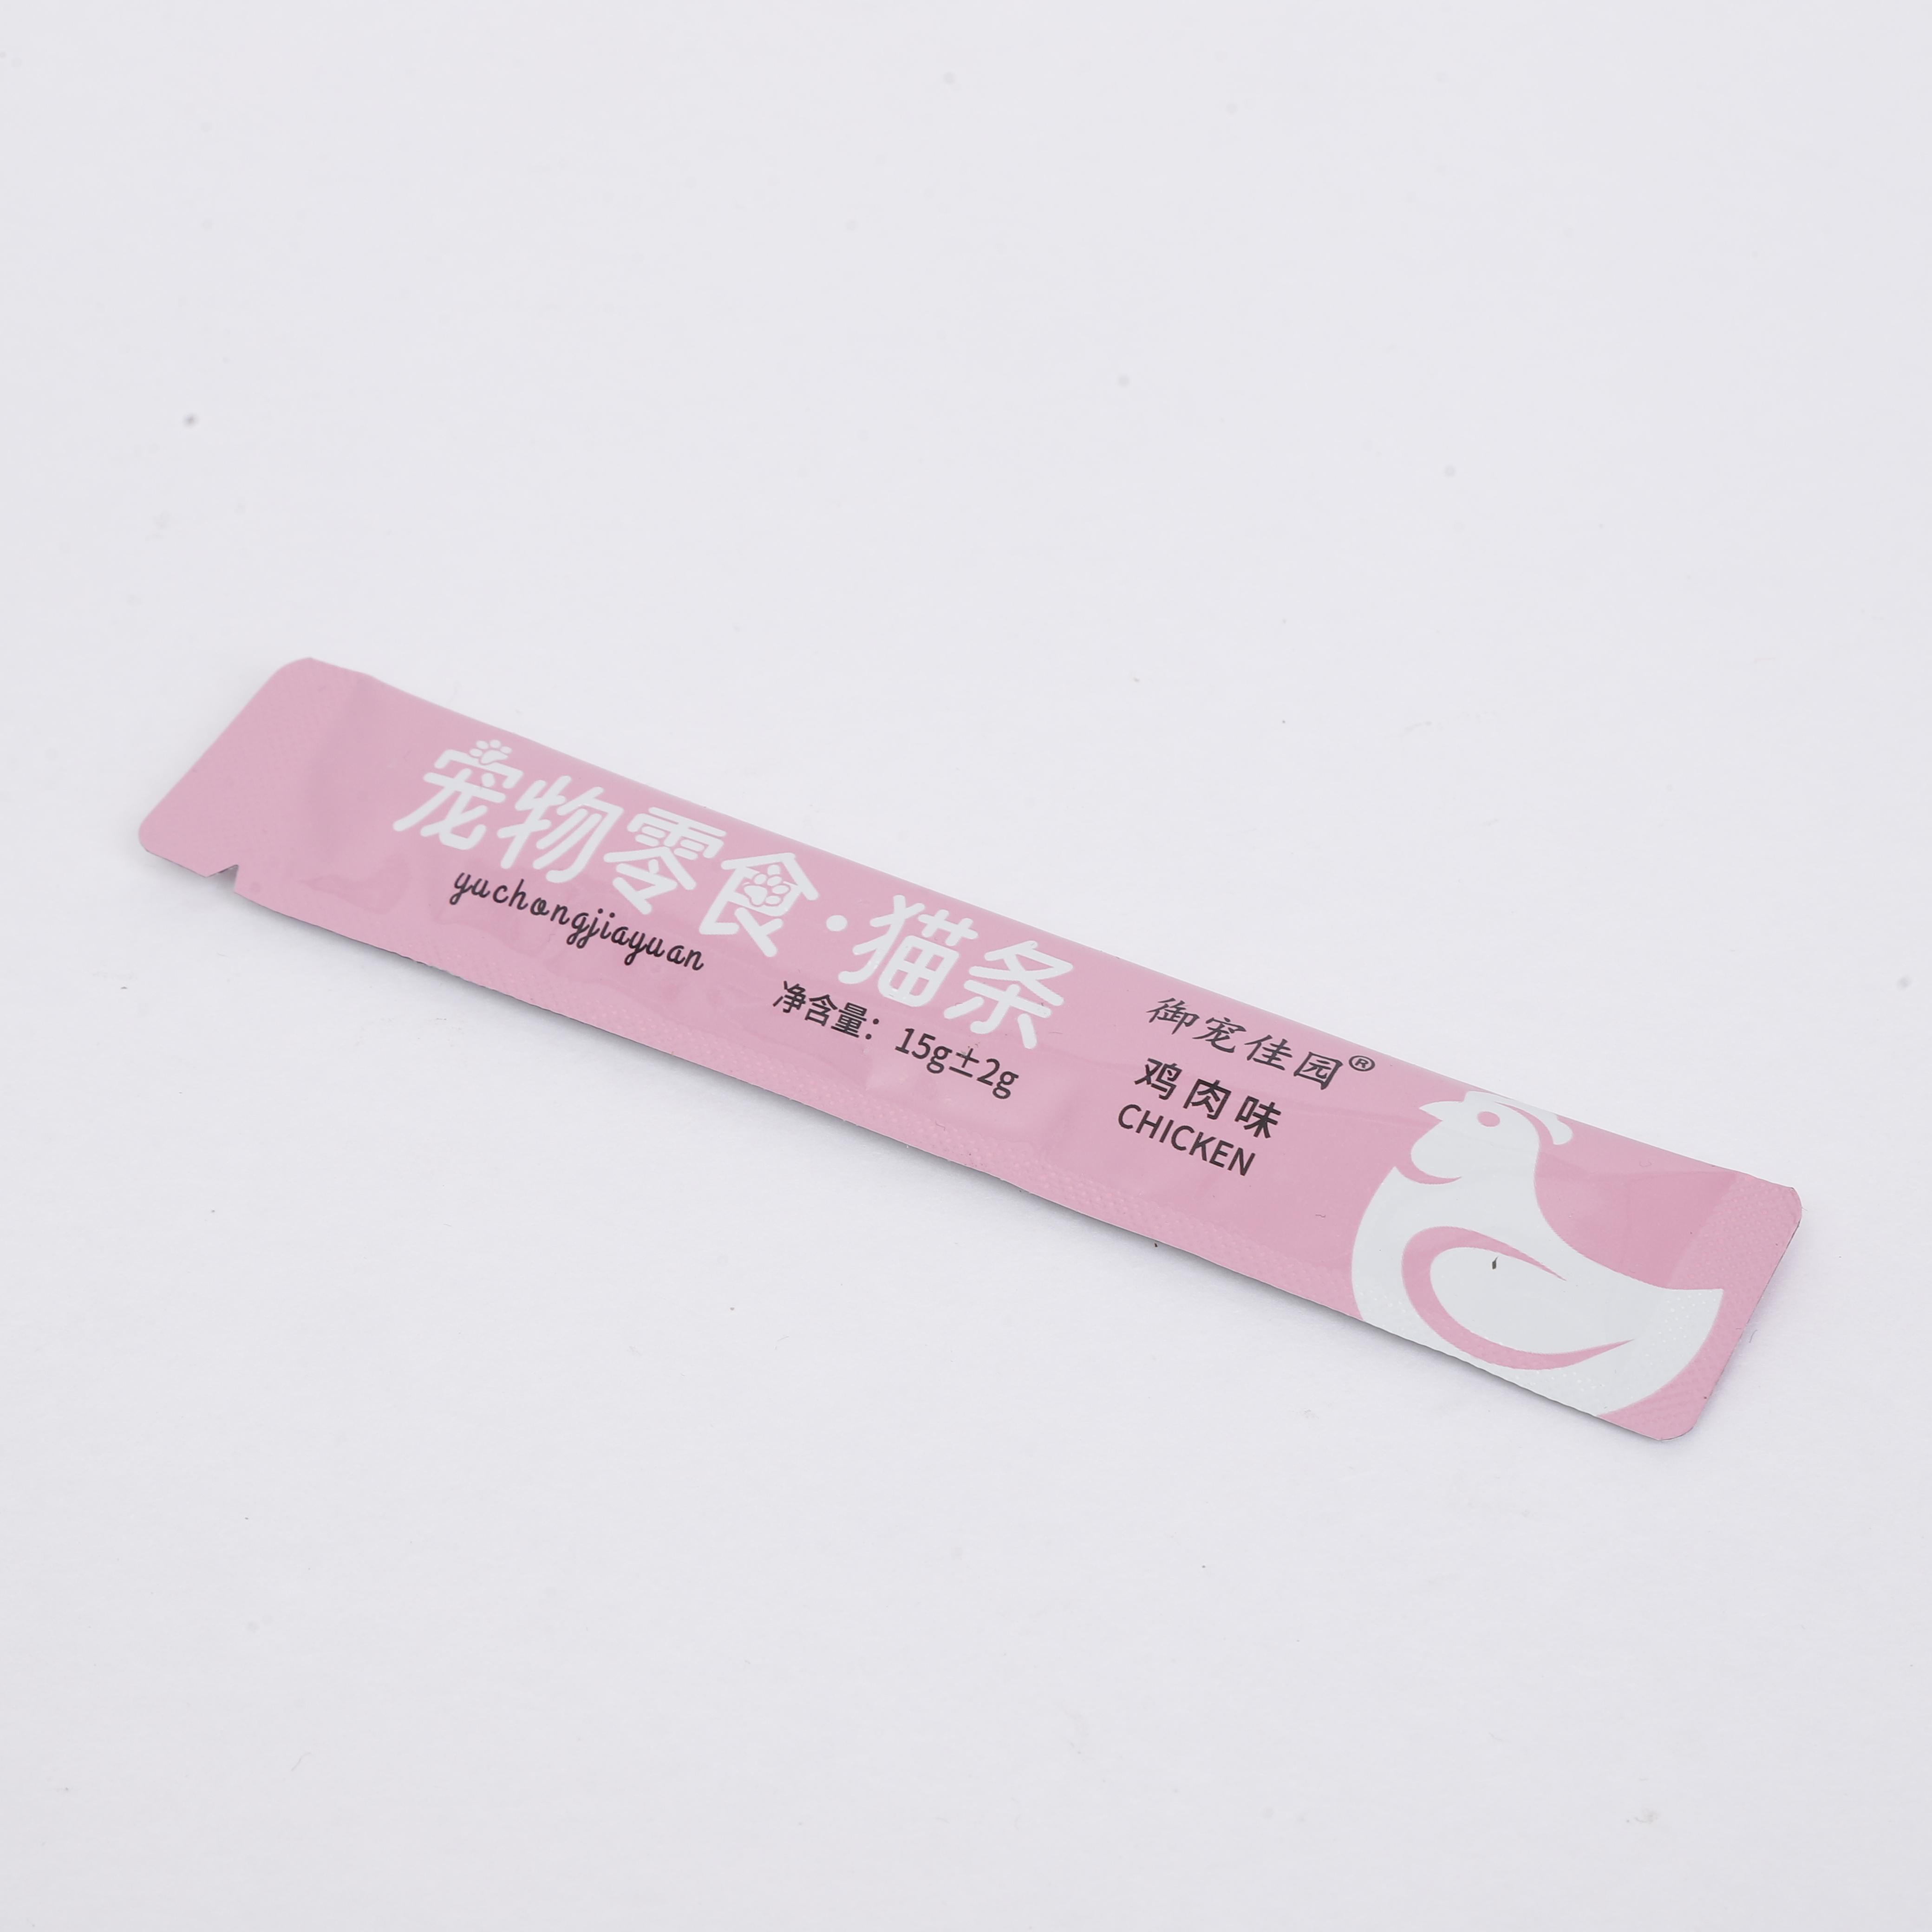 宠物零食·猫条
yuchongjiayuan
净含量：15g±2g
御宠佳园®
鸡肉味
CHICKEN